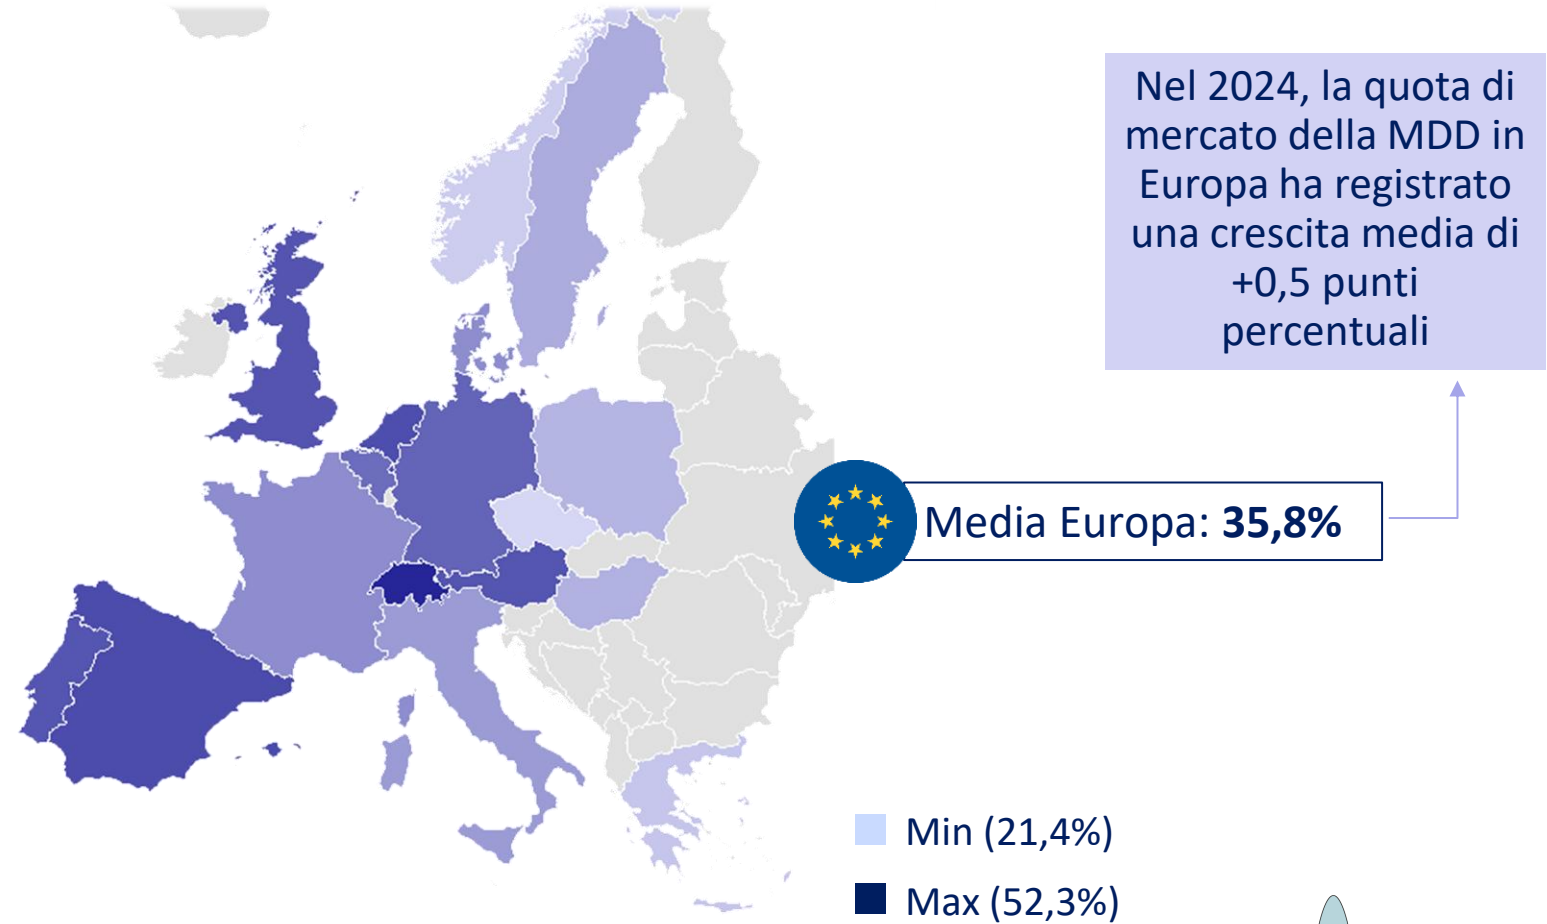 Nel 2024, la quota di
mercato della MDD in
Europa ha registrato
una crescita media di
+0,5 punti
percentuali
Media Europa: 35,8%
Min (21,4%)
Max (52,3%)